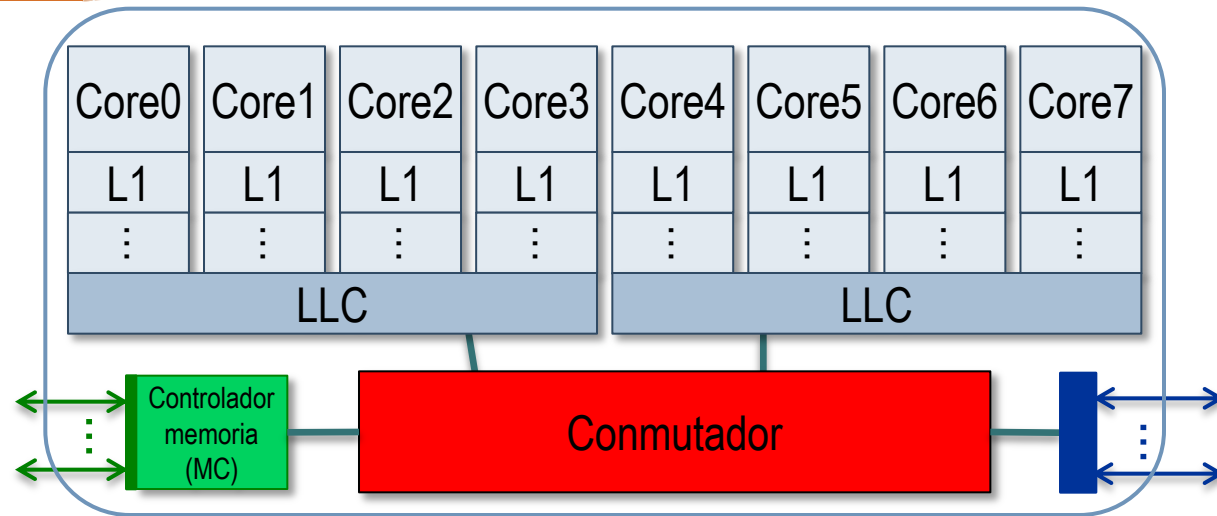 Core0 Core1 Core2 Core3 Core4 Core5 Core6 Core7
L1 L1 L1 L1 L1 L1 L1 L1
⋮ ⋮ ⋮ ⋮ ⋮ ⋮ ⋮ ⋮
LLC LLC
Controlador
memoria
(MC)
Conmutador